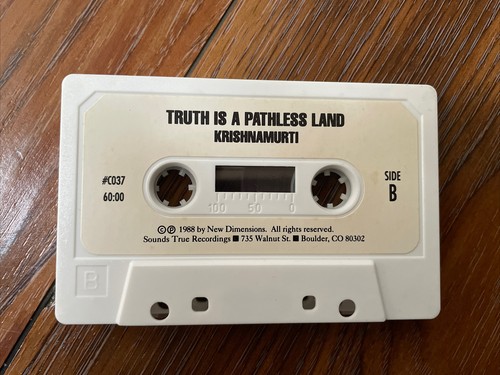 TRUTH IS A PATHLESS LAND
KRISHNAMURTI
#C037
60:00
SIDE
B
100 50 0
©℗ 1988 by New Dimensions. All rights reserved.
Sounds True Recordings ■ 735 Walnut St. ■ Boulder, CO 80302
B